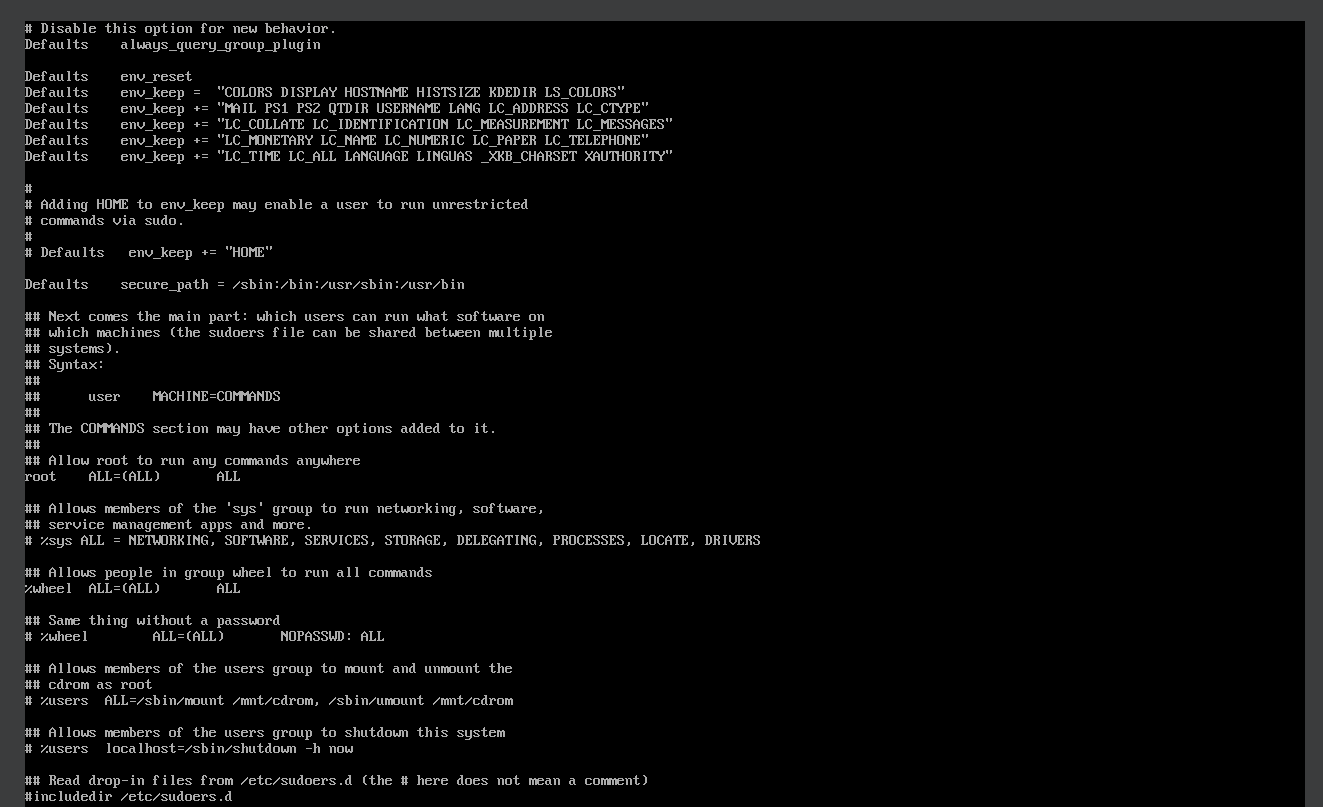 # Disable this option for new behavior.
Defaults    always_query_group_plugin
Defaults    env_reset
Defaults    env_keep =  "COLORS DISPLAY HOSTNAME HISTSIZE KDEDIR LS_COLORS"
Defaults    env_keep += "MAIL PS1 PS2 QTDIR USERNAME LANG LC_ADDRESS LC_CTYPE"
Defaults    env_keep += "LC_COLLATE LC_IDENTIFICATION LC_MEASUREMENT LC_MESSAGES"
Defaults    env_keep += "LC_MONETARY LC_NAME LC_NUMERIC LC_PAPER LC_TELEPHONE"
Defaults    env_keep += "LC_TIME LC_ALL LANGUAGE LINGUAS _XKB_CHARSET XAUTHORITY"
#
# Adding HOME to env_keep may enable a user to run unrestricted
# commands via sudo.
#
# Defaults   env_keep += "HOME"
Defaults    secure_path = /sbin:/bin:/usr/sbin:/usr/bin
## Next comes the main part: which users can run what software on
## which machines (the sudoers file can be shared between multiple
## systems).
## Syntax:
##
##      user    MACHINE=COMMANDS
##
## The COMMANDS section may have other options added to it.
##
## Allow root to run any commands anywhere
root    ALL=(ALL)       ALL
## Allows members of the 'sys' group to run networking, software,
## service management apps and more.
# %sys ALL = NETWORKING, SOFTWARE, SERVICES, STORAGE, DELEGATING, PROCESSES, LOCATE, DRIVERS
## Allows people in group wheel to run all commands
%wheel  ALL=(ALL)       ALL
## Same thing without a password
# %wheel        ALL=(ALL)       NOPASSWD: ALL
## Allows members of the users group to mount and unmount the
## cdrom as root
# %users  ALL=/sbin/mount /mnt/cdrom, /sbin/umount /mnt/cdrom
## Allows members of the users group to shutdown this system
# %users  localhost=/sbin/shutdown -h now
## Read drop-in files from /etc/sudoers.d (the # here does not mean a comment)
#includedir /etc/sudoers.d